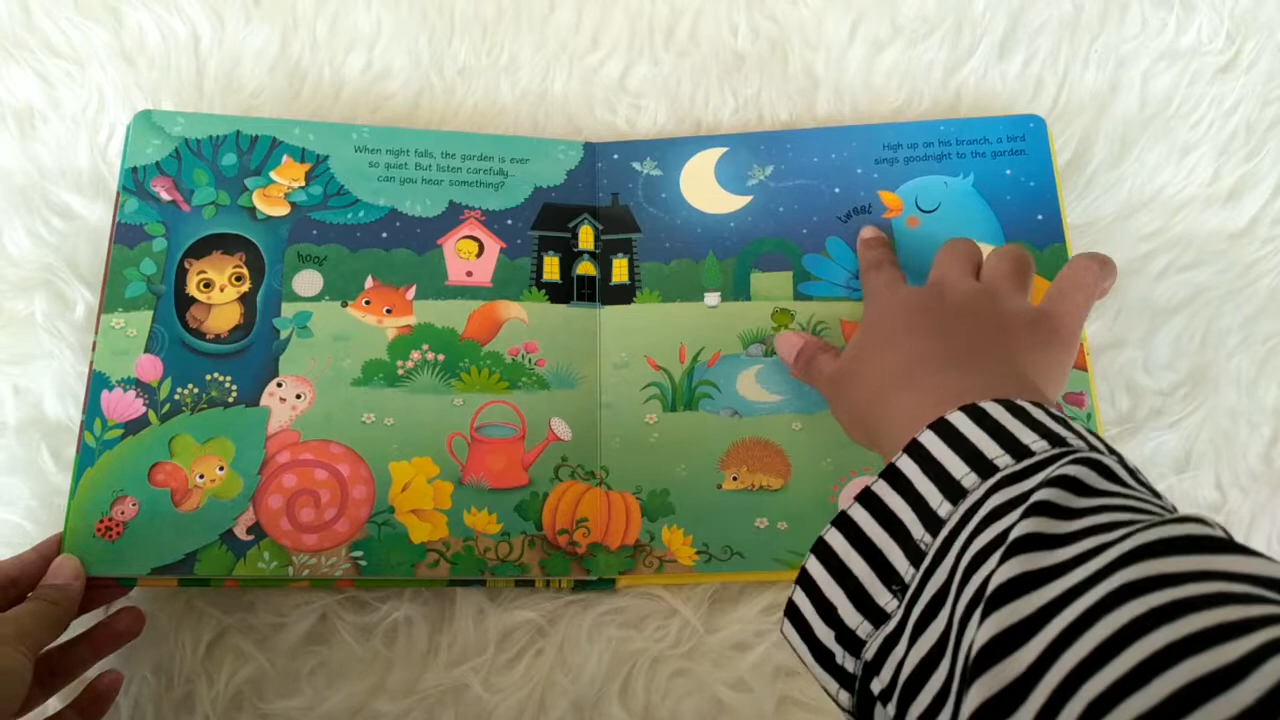 When night falls, the garden is ever
so quiet. But listen carefully...
can you hear something?
hoot
High up on his branch, a bird
sings goodnight to the garden.
tweet